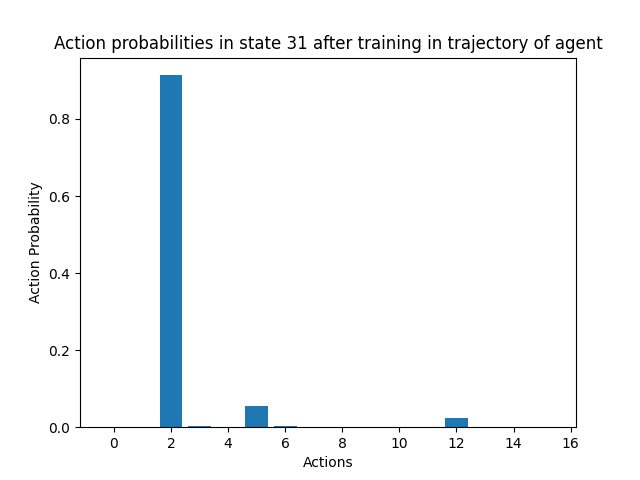 Action probabilities in state 31 after training in trajectory of agent
Action Probability
0.8
0.6
0.4
0.2
0.0
0 2 4 6 8 10 12 14 16
Actions